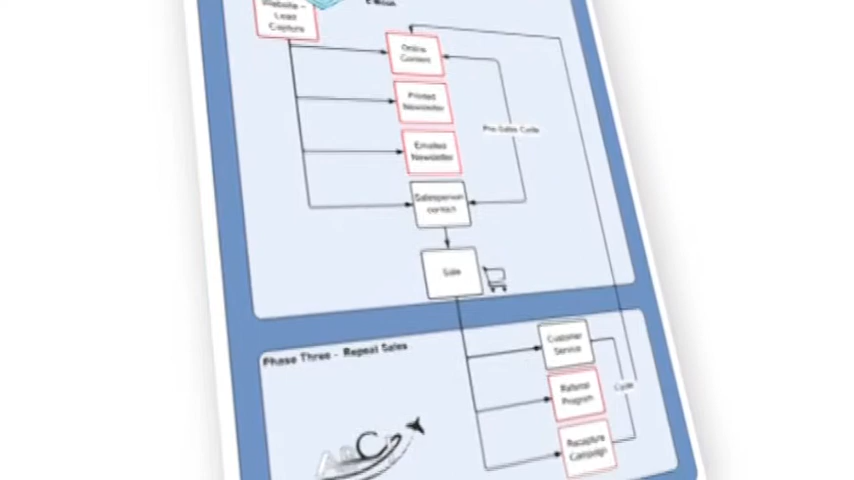 Website -
Lead
Capture
Online
Content
Printed
Newsletter
Pre-Sales Cycle
Emailed
Newsletter
Salesperson
contact
Sale
Phase Three - Repeat Sales
Customer
Service
Referral
Program
Cycle
Recapture
Campaign